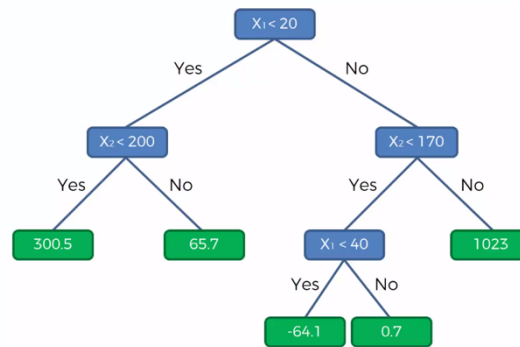 X₁ < 20
Yes
No
X₂ < 200
X₂ < 170
Yes
No
Yes
No
300.5
65.7
X₁ < 40
1023
Yes
No
-64.1
0.7